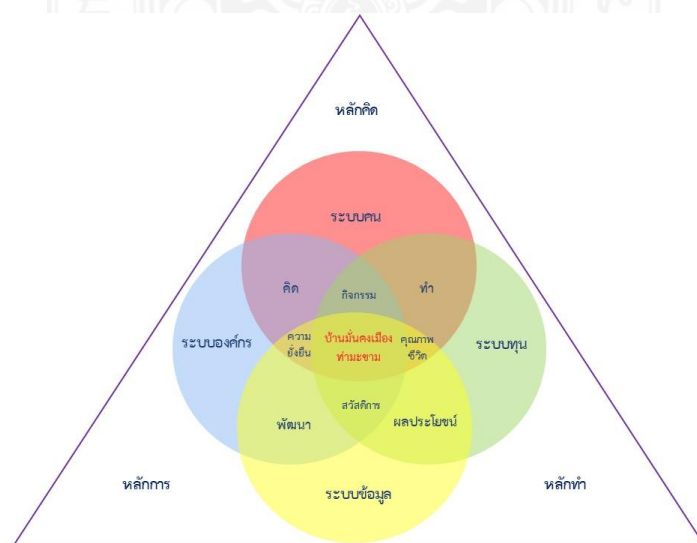 หลักคิด
ระบบคน
คิด
กิจกรรม
ทำ
ระบบองค์กร
ความ
ยั่งยืน
บ้านมั่นคงเมือง
ท่ามะขาม
คุณภาพ
ชีวิต
ระบบทุน
พัฒนา
สวัสดิการ
ผลประโยชน์
หลักการ
ระบบข้อมูล
หลักทำ